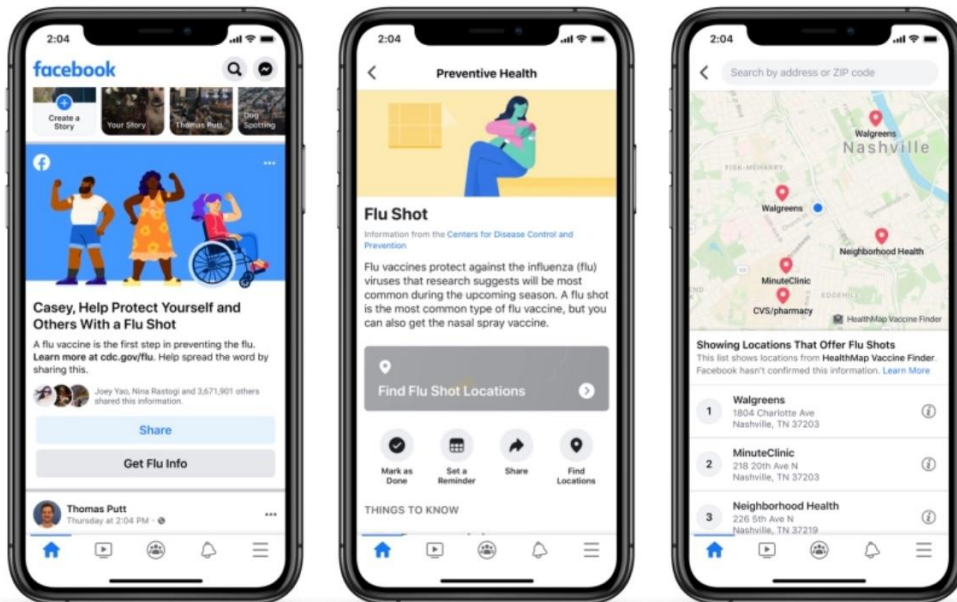 2:04
facebook
Create a
Story
Your Story
Thomas Putt
Dog
Spotting
Casey, Help Protect Yourself and
Others With a Flu Shot
A flu vaccine is the first step in preventing the flu.
Learn more at cdc.gov/flu. Help spread the word by
sharing this.
Joey Yao, Nina Rastogi and 3,671,901 others
shared this information.
Share
Get Flu Info
Thomas Putt
Thursday at 2:04 PM ·
2:04
Preventive Health
Flu Shot
Information from the Centers for Disease Control and
Prevention
Flu vaccines protect against the influenza (flu)
viruses that research suggests will be most
common during the upcoming season. A flu shot
is the most common type of flu vaccine, but you
can also get the nasal spray vaccine.
Find Flu Shot Locations
Mark as
Done
Set a
Reminder
Share
Find
Locations
THINGS TO KNOW
2:04
Search by address or ZIP code
Walgreens
Nashville
FISK-MEHARRY
Walgreens
Neighborhood Health
MinuteClinic
EDGEHILL
CVS/pharmacy
HealthMap Vaccine Finder
Showing Locations That Offer Flu Shots
This list shows locations from HealthMap Vaccine Finder.
Facebook hasn't confirmed this information. Learn More
1
Walgreens
1804 Charlotte Ave
Nashville, TN 37203
2
MinuteClinic
218 20th Ave N
Nashville, TN 37203
3
Neighborhood Health
226 5th Ave N
Nashville, TN 37219